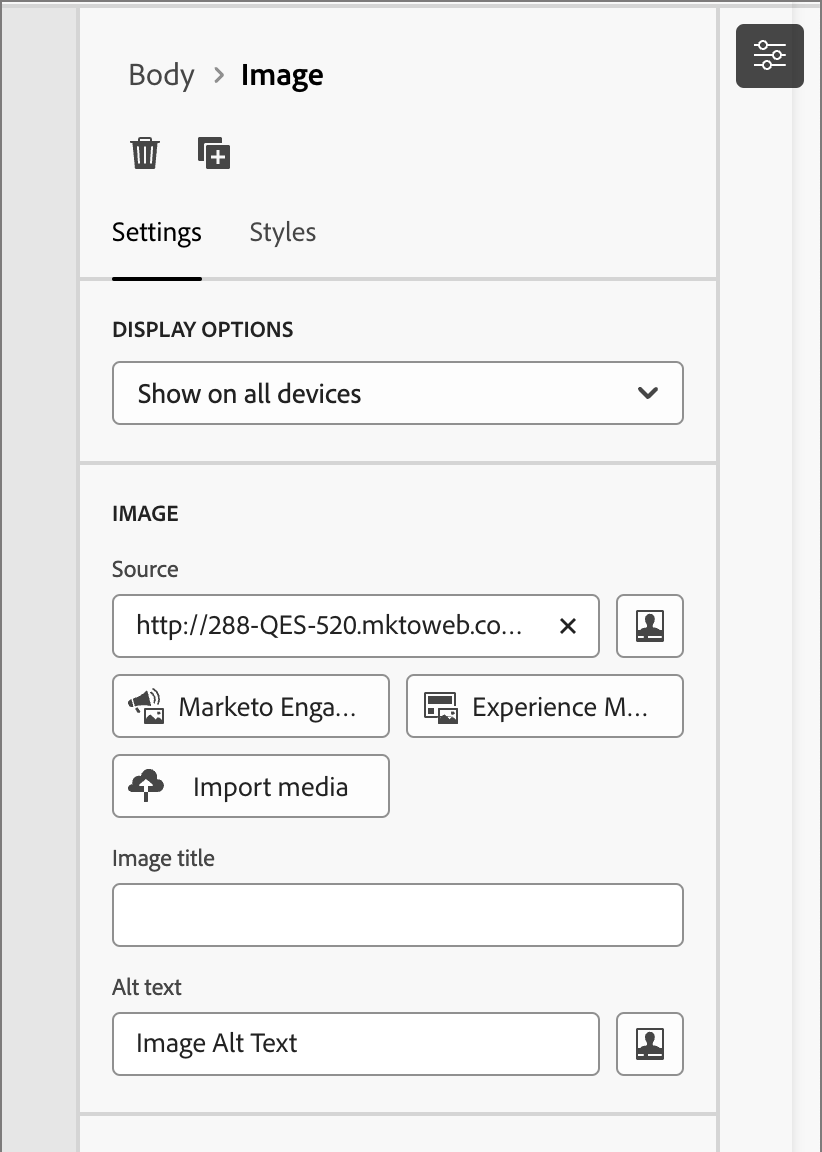 Body > Image
Settings Styles
DISPLAY OPTIONS
Show on all devices
IMAGE
Source
http://288-QES-520.mktoweb.co...
Marketo Enga... Experience M...
Import media
Image title
Alt text
Image Alt Text